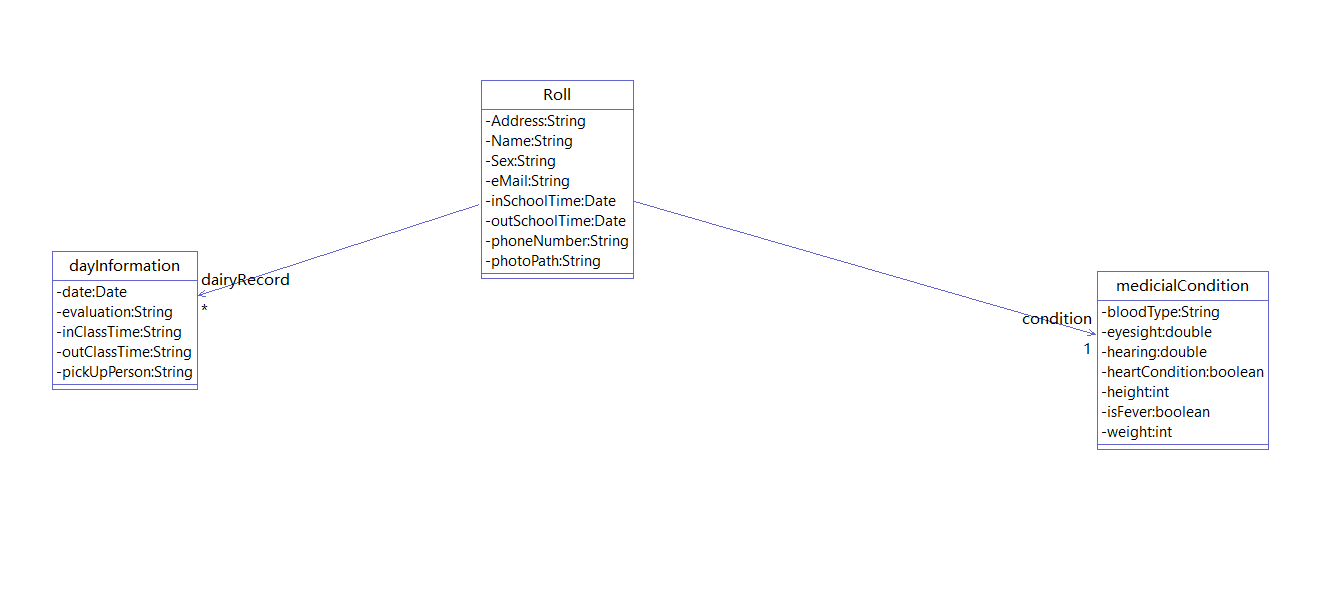 Roll
-Address:String
-Name:String
-Sex:String
-eMail:String
-inSchoolTime:Date
-outSchoolTime:Date
-phoneNumber:String
-photoPath:String
dayInformation
-date:Date
-evaluation:String
-inClassTime:String
-outClassTime:String
-pickUpPerson:String
dairyRecord
*
condition
1
medicialCondition
-bloodType:String
-eyesight:double
-hearing:double
-heartCondition:boolean
-height:int
-isFever:boolean
-weight:int